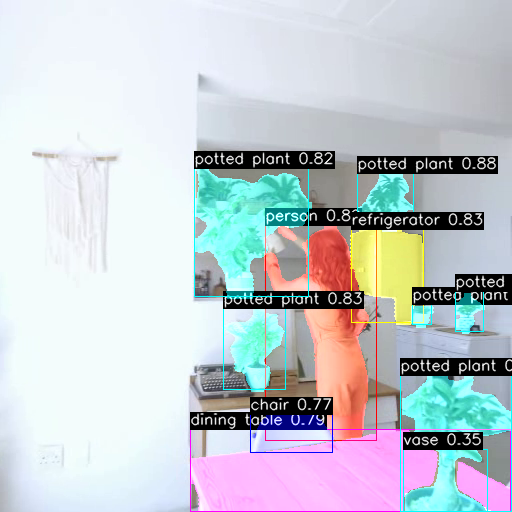 potted plant 0.82
potted plant 0.88
person 0.8
refrigerator 0.83
potted
potted plant
potted plant 0.83
potted plant 0
chair 0.77
dining table 0.79
vase 0.35